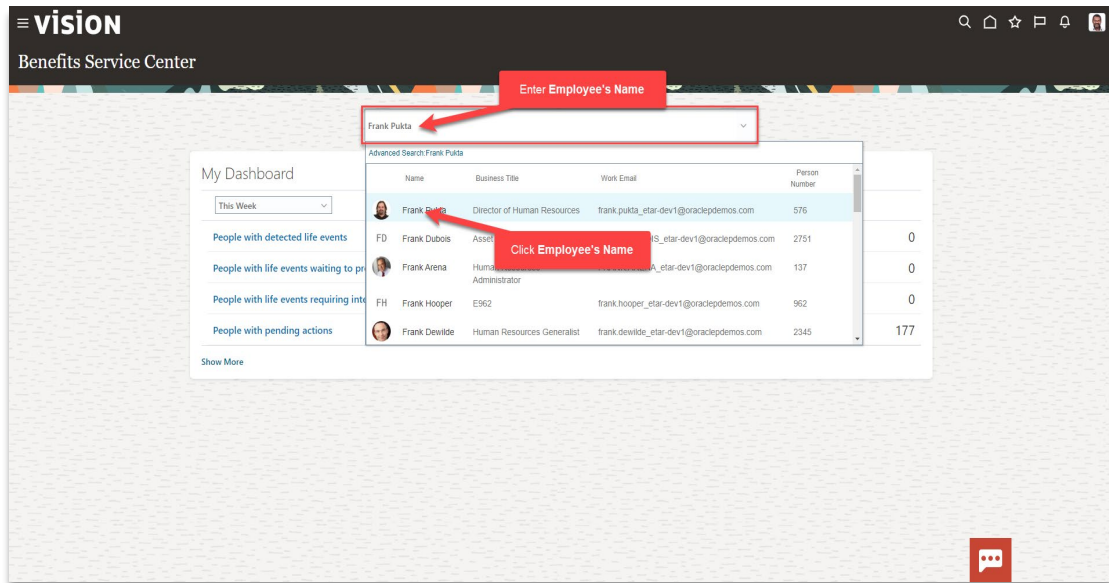 vision
Benefits Service Center
Enter Employee's Name
Frank Pukta
Advanced Search:Frank Pukta
My Dashboard
Name Business Title Work Email Person Number
This Week
Frank Pukta Director of Human Resources frank.pukta_etar-dev1@oraclepdemos.com 576
People with detected life events 0
FD Frank Dubois Asset _etar-dev1@oraclepdemos.com 2751
Click Employee's Name
People with life events waiting to 0
Frank Arena Administrator _etar-dev1@oraclepdemos.com 137
People with life events requiring 0
FH Frank Hooper E962 frank.hooper_etar-dev1@oraclepdemos.com 962
People with pending actions 177
Frank Dewilde Human Resources Generalist frank.dewilde_etar-dev1@oraclepdemos.com 2345
Show More